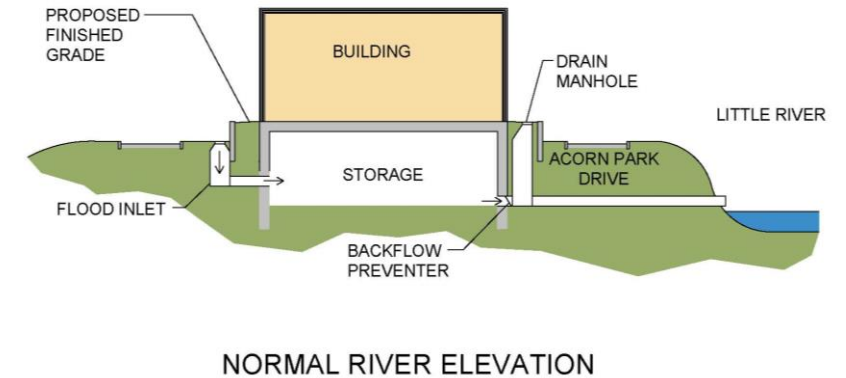 PROPOSED
FINISHED
GRADE
BUILDING
DRAIN
MANHOLE
LITTLE RIVER
STORAGE
ACORN PARK
DRIVE
FLOOD INLET
BACKFLOW
PREVENTER
NORMAL RIVER ELEVATION